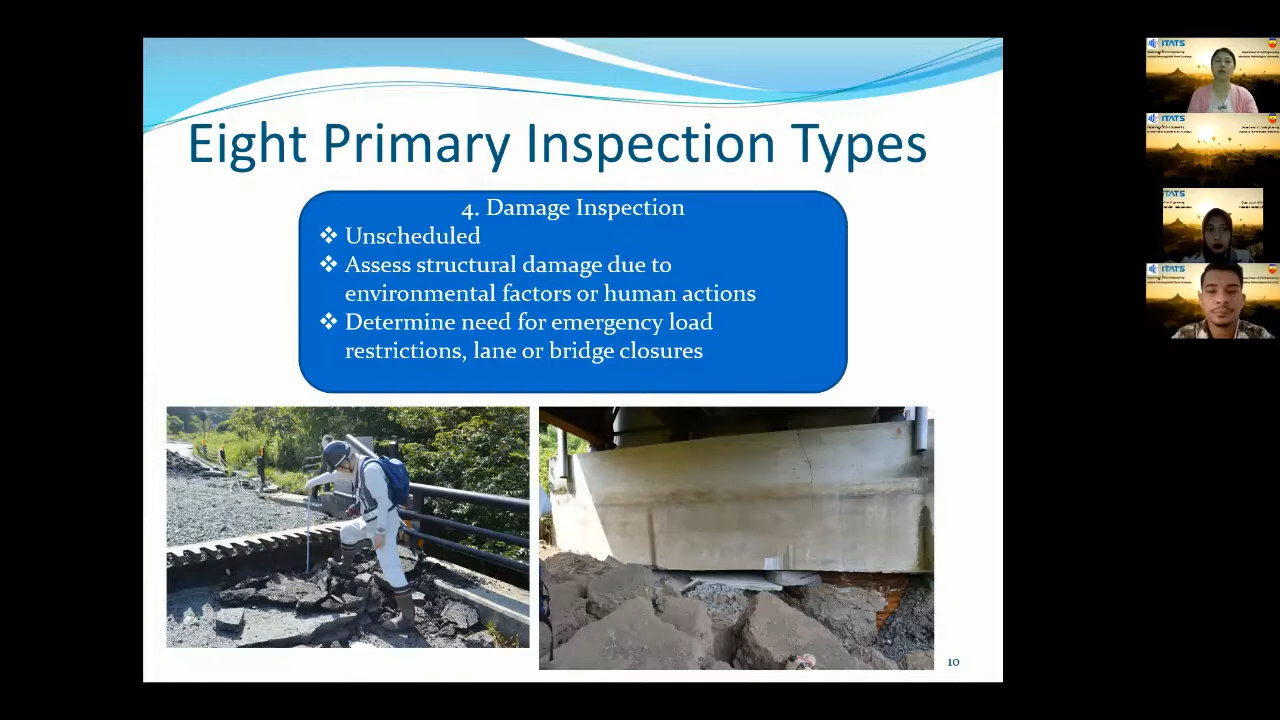 Eight Primary Inspection Types
4. Damage Inspection
❖ Unscheduled
❖ Assess structural damage due to
environmental factors or human actions
❖ Determine need for emergency load
restrictions, lane or bridge closures
10
ITATS
ITATS
ITATS
ITATS